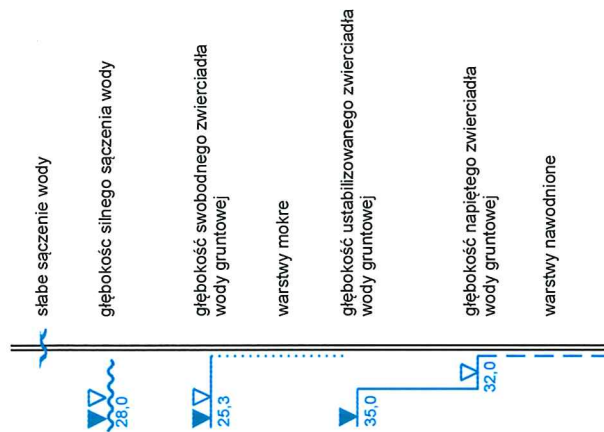 słabe sączenie wody
głębokość silnego sączenia wody
28,0
głębokość swobodnego zwierciadła
wody gruntowej
25,3
warstwy mokre
głębokość ustabilizowanego zwierciadła
wody gruntowej
35,0
głębokość napiętego zwierciadła
wody gruntowej
32,0
warstwy nawodnione